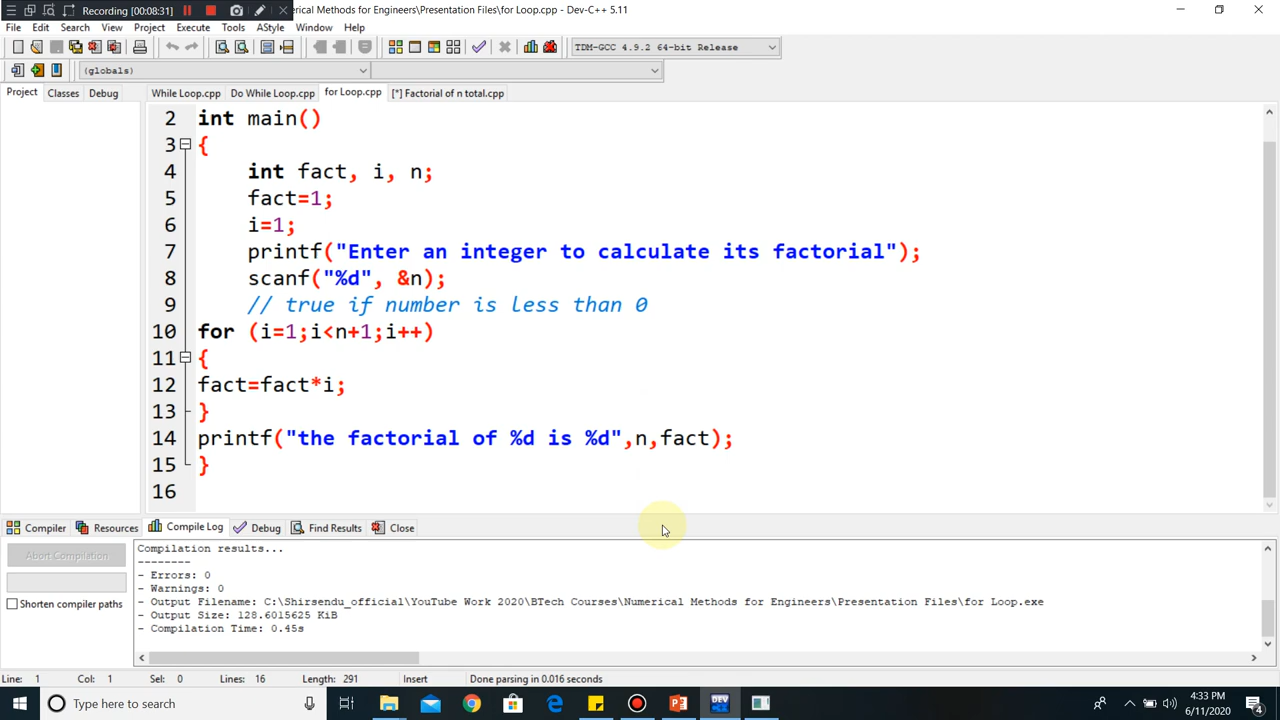 Recording [00:08:31]
erical Methods for Engineers\Presentation Files\for Loop.cpp - Dev-C++ 5.11
File Edit Search View Project Execute Tools AStyle Window Help
TDM-GCC 4.9.2 64-bit Release
(globals)
Project Classes Debug While Loop.cpp Do While Loop.cpp for Loop.cpp [*] Factorial of n total.cpp
2 int main()
3 {
4 int fact, i, n;
5 fact=1;
6 i=1;
7 printf("Enter an integer to calculate its factorial");
8 scanf("%d", &n);
9 // true if number is less than 0
10 for (i=1;i<n+1;i++)
11 {
12 fact=fact*i;
13 }
14 printf("the factorial of %d is %d",n,fact);
15 }
16
Compiler Resources Compile Log Debug Find Results Close
Abort Compilation
Shorten compiler paths
Compilation results...
--------
- Errors: 0
- Warnings: 0
- Output Filename: C:\Shirsendu_official\YouTube Work 2020\BTech Courses\Numerical Methods for Engineers\Presentation Files\for Loop.exe
- Output Size: 128.6015625 KiB
- Compilation Time: 0.45s
Line: 1 Col: 1 Sel: 0 Lines: 16 Length: 291 Insert Done parsing in 0.016 seconds
Type here to search
DEV
4:33 PM
6/11/2020
4